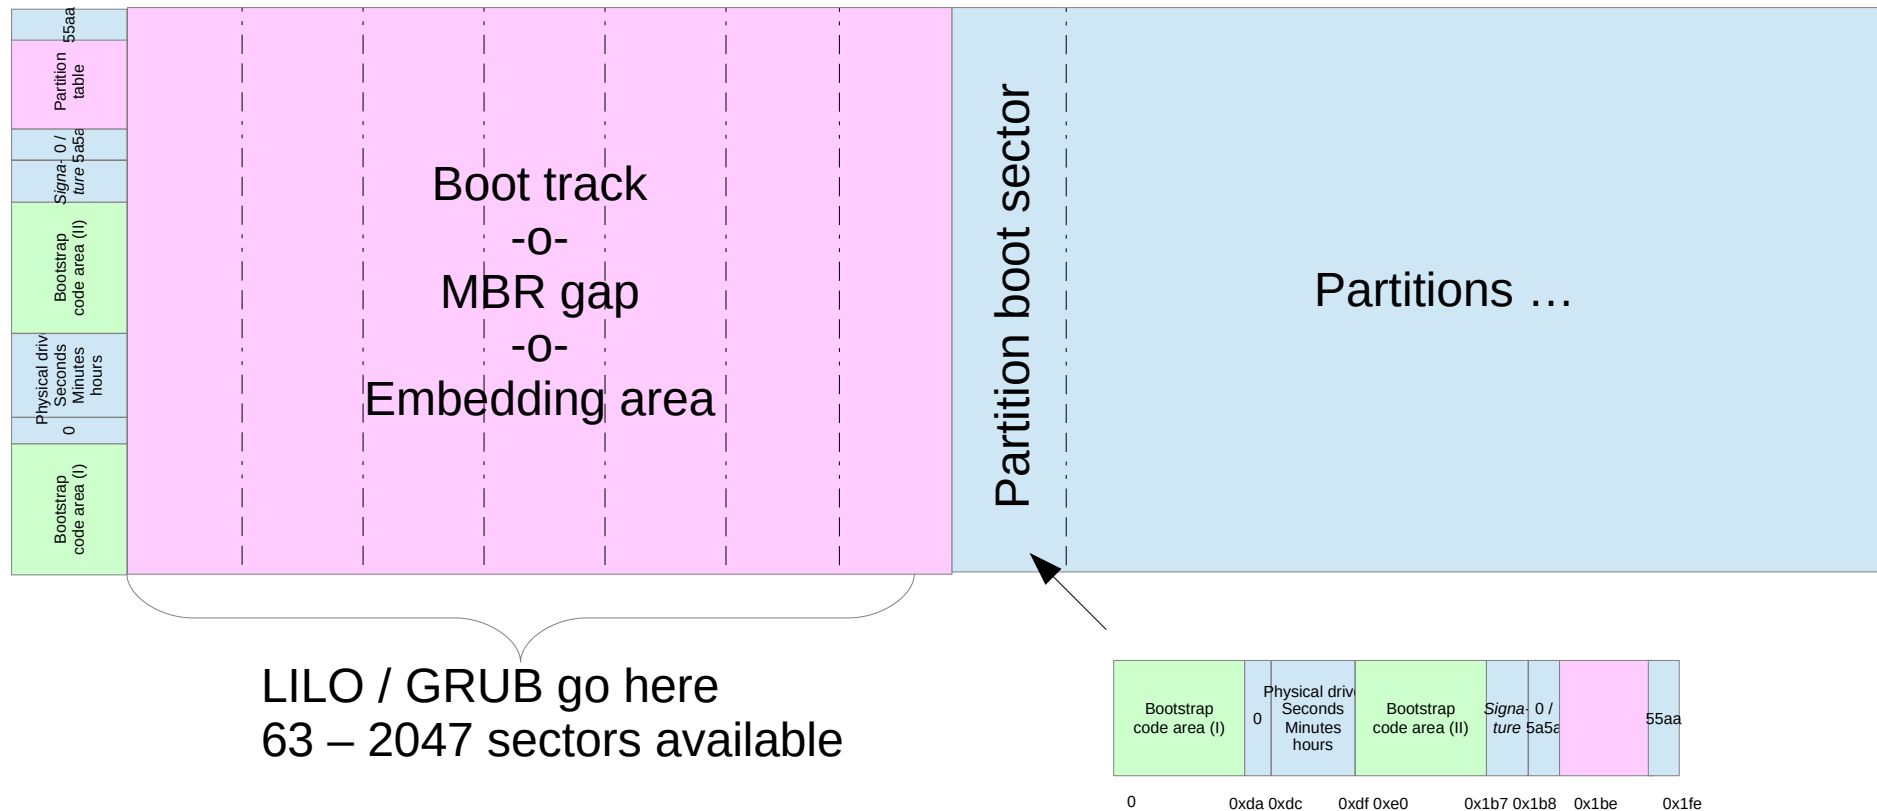 55aa
Partition
table
0 /
5a5a
Signa-
ture
Bootstrap
code area (II)
Physical driv
Seconds
Minutes
hours
0
Bootstrap
code area (I)
Boot track
-o-
MBR gap
-o-
Embedding area
Partition boot sector
Partitions …
LILO / GRUB go here
63 – 2047 sectors available
Bootstrap
code area (I)
0
Physical driv
Seconds
Minutes
hours
Bootstrap
code area (II)
Signa-
ture
0 /
5a5a
55aa
0 0xda 0xdc 0xdf 0xe0 0x1b7 0x1b8 0x1be 0x1fe